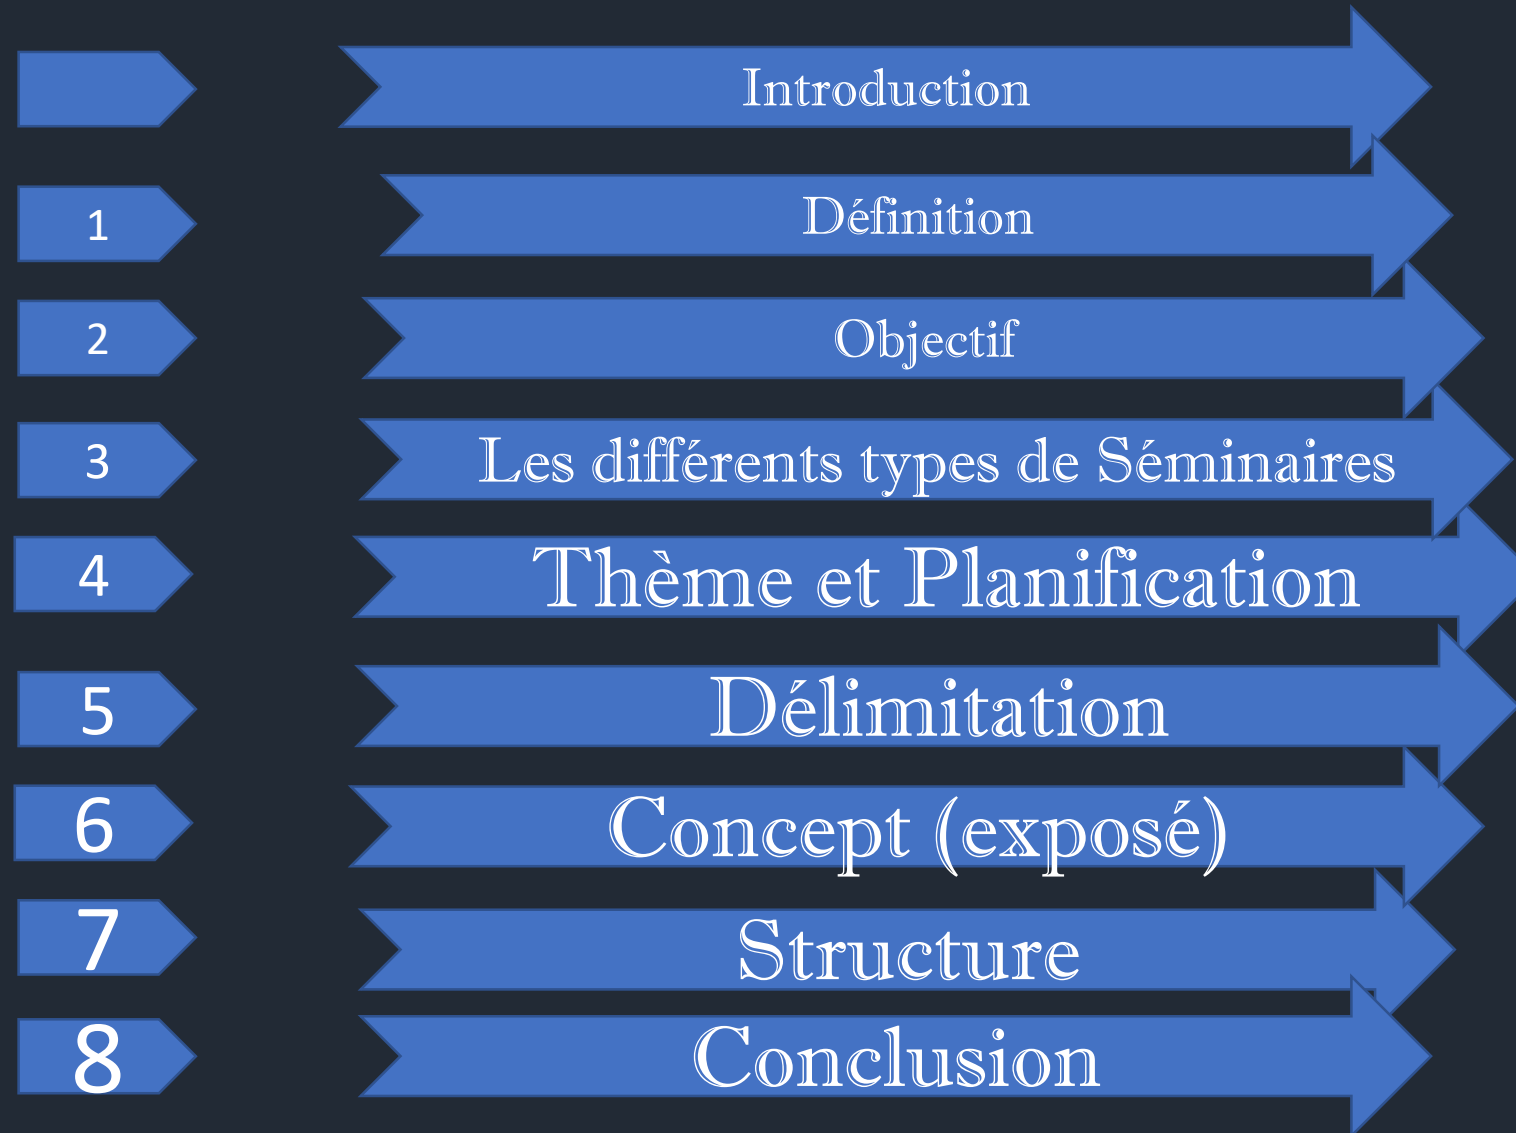 Introduction
1 Définition
2 Objectif
3 Les différents types de Séminaires
4 Thème et Planification
5 Délimitation
6 Concept (exposé)
7 Structure
8 Conclusion